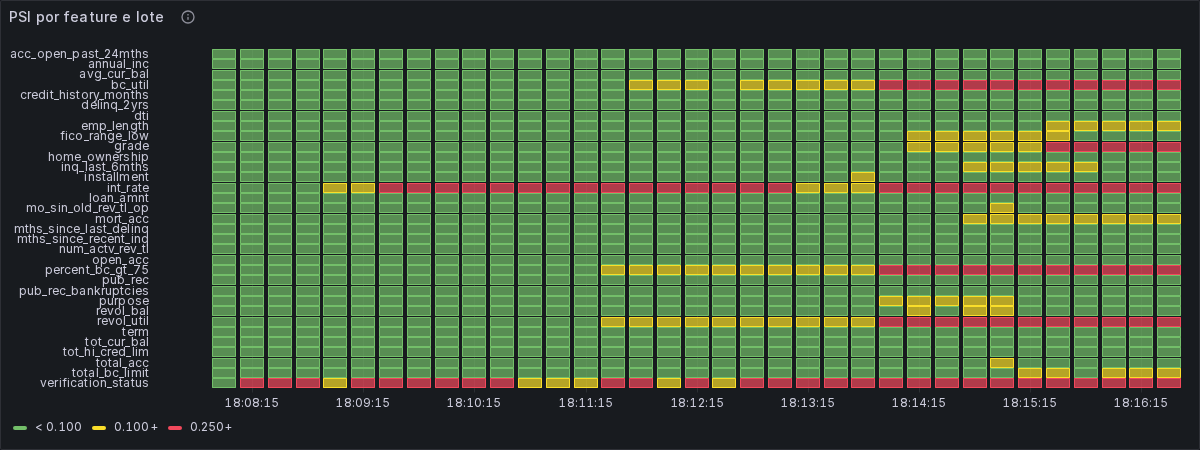 PSI por feature e lote
acc_open_past_24mths
annual_inc
avg_cur_bal
bc_util
credit_history_months
delinq_2yrs
dti
emp_length
fico_range_low
grade
home_ownership
inq_last_6mths
installment
int_rate
loan_amnt
mo_sin_old_rev_tl_op
mort_acc
mths_since_last_delinq
mths_since_recent_inq
num_actv_rev_tl
open_acc
percent_bc_gt_75
pub_rec
pub_rec_bankruptcies
purpose
revol_bal
revol_util
term
tot_cur_bal
tot_hi_cred_lim
total_acc
total_bc_limit
verification_status
18:08:15 18:09:15 18:10:15 18:11:15 18:12:15 18:13:15 18:14:15 18:15:15 18:16:15
< 0.100 0.100+ 0.250+